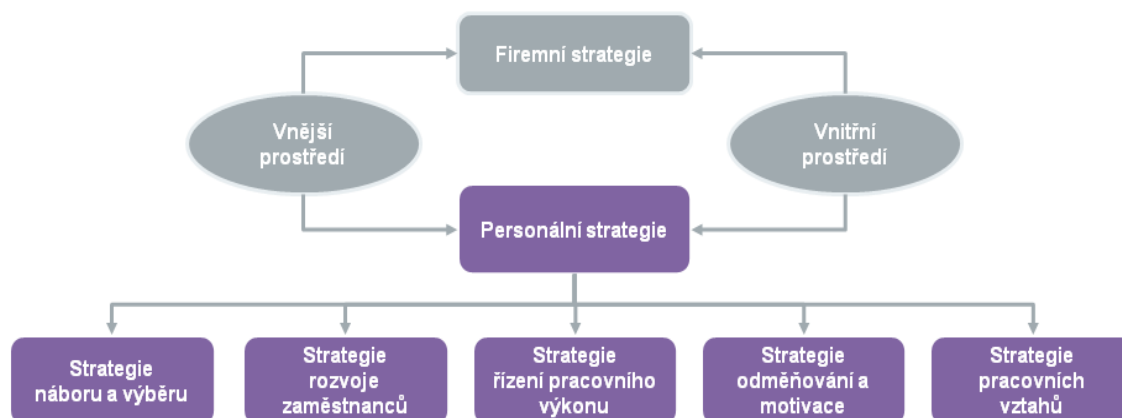 Firemní strategie
Vnější
prostředí
Vnitřní
prostředí
Personální strategie
Strategie
náboru a výběru
Strategie
rozvoje
zaměstnanců
Strategie
řízení pracovního
výkonu
Strategie
odměňování a
motivace
Strategie
pracovních
vztahů